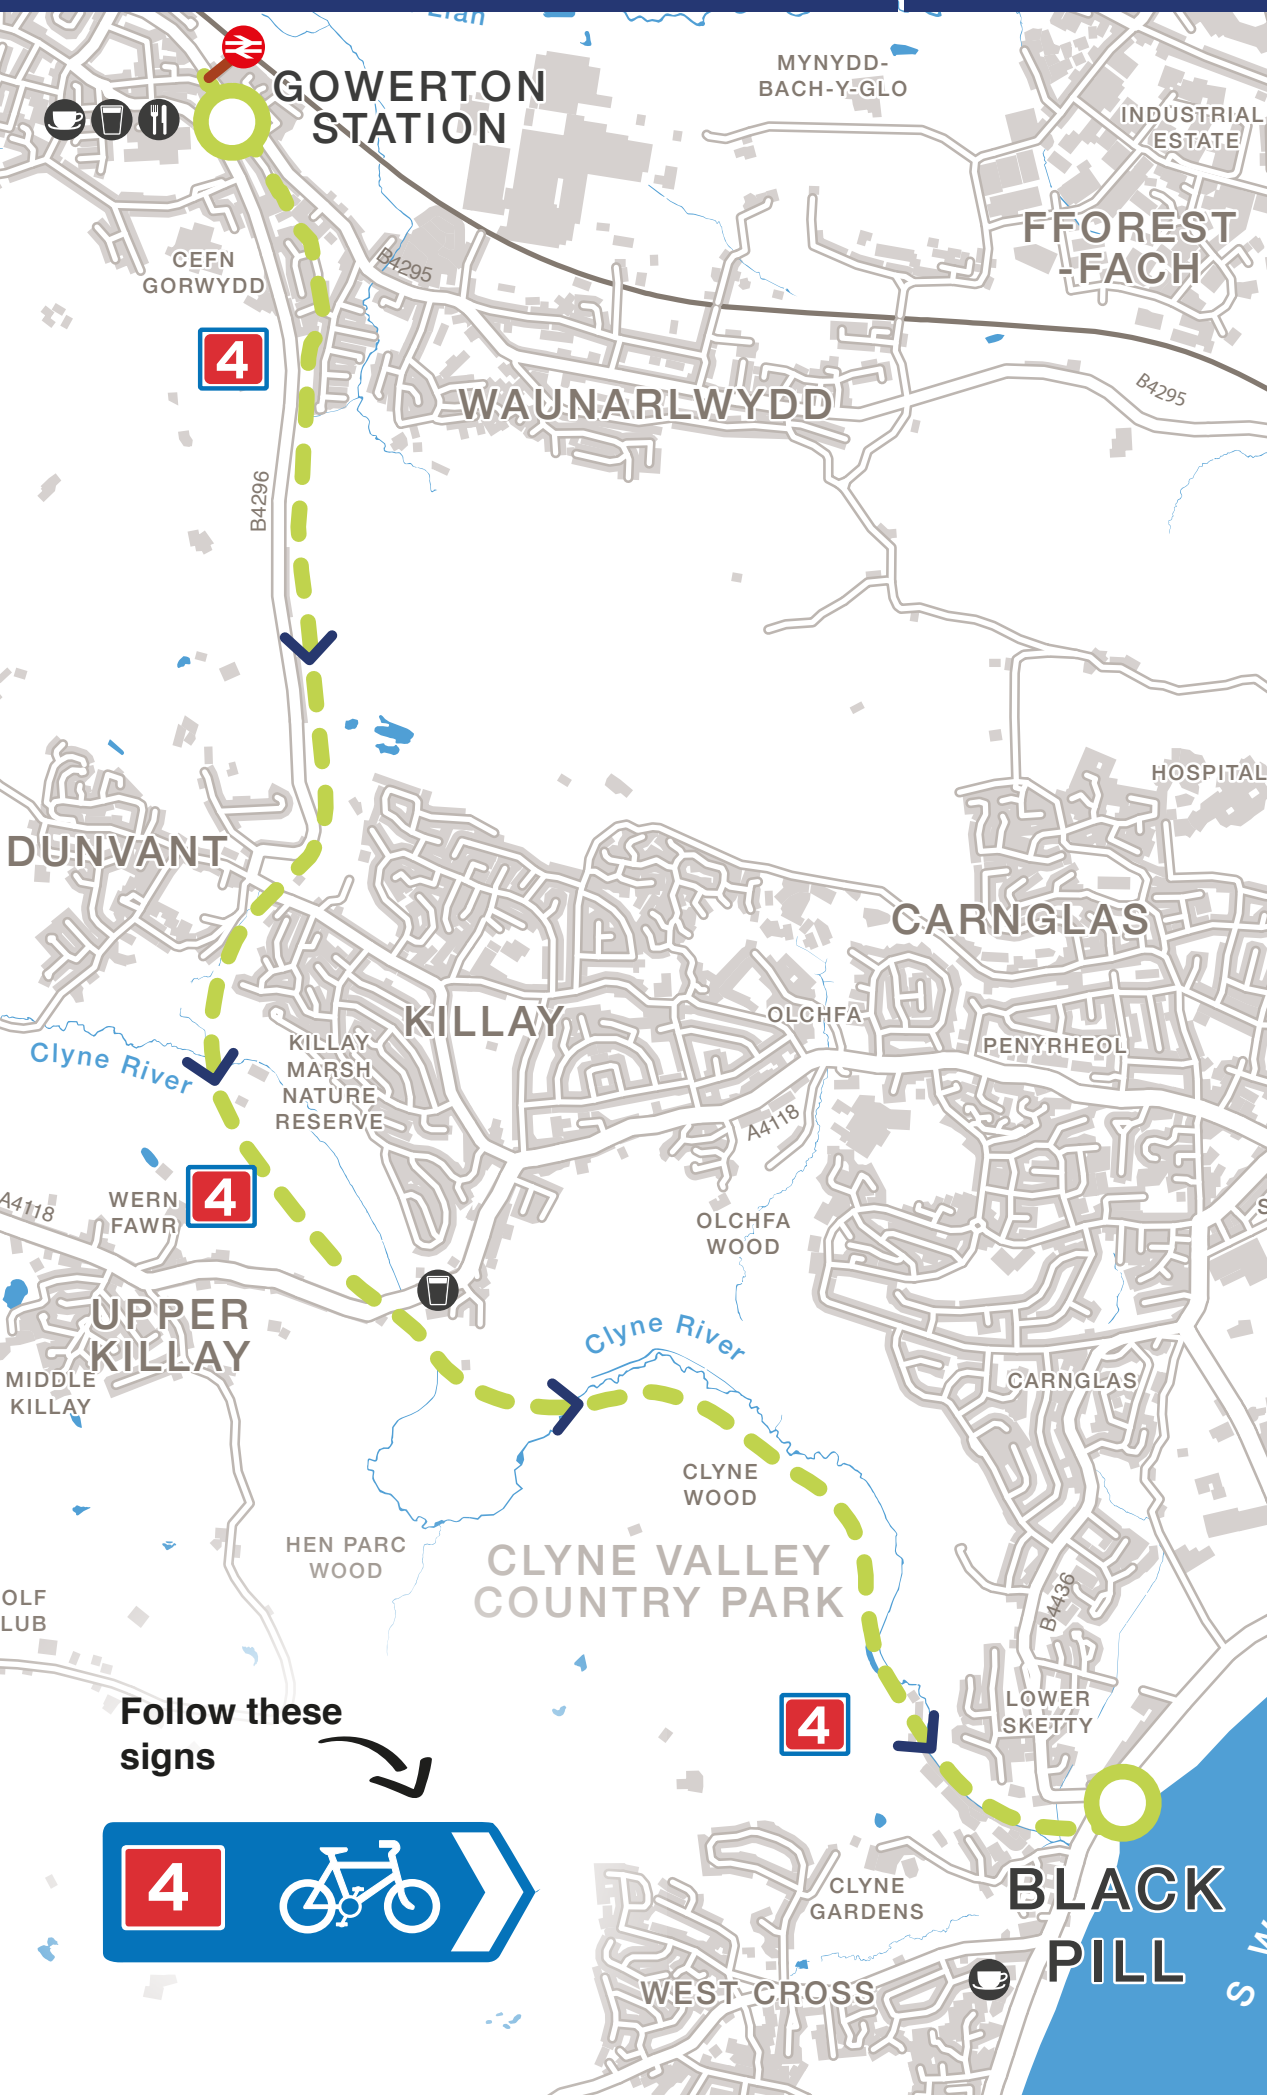 Llan
GOWERTON
STATION
MYNYDD-
BACH-Y-GLO
INDUSTRIAL
ESTATE
FFOREST
-FACH
CEFN
GORWYDD
B4295
4
WAUNARLWYDD
B4295
B4296
HOSPITAL
DUNVANT
CARNGLAS
KILLAY
OLCHFA
PENYRHEOL
Clyne River
KILLAY
MARSH
NATURE
RESERVE
A4118
A4118
WERN
FAWR
4
OLCHFA
WOOD
S
UPPER
KILLAY
Clyne River
MIDDLE
KILLAY
CARNGLAS
CLYNE
WOOD
HEN PARC
WOOD
CLYNE VALLEY
COUNTRY PARK
OLF
LUB
B4436
LOWER
SKETTY
4
Follow these
signs
4
BLACK
PILL
CLYNE
GARDENS
WEST CROSS
S W